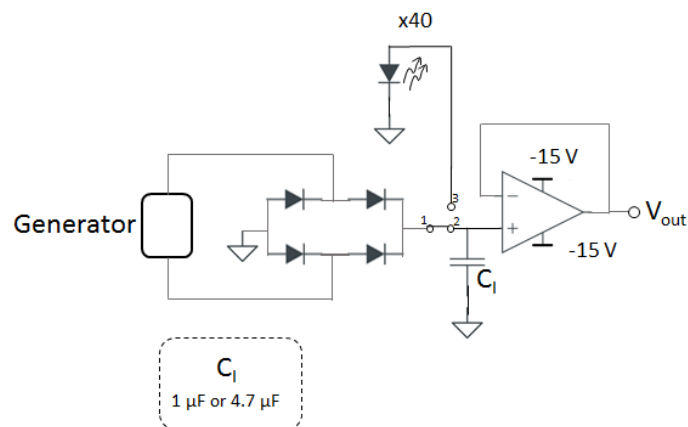 x40
3
-15 V
Generator
1
2
−
+
V_out
-15 V
C_I
C_I
1 µF or 4.7 µF